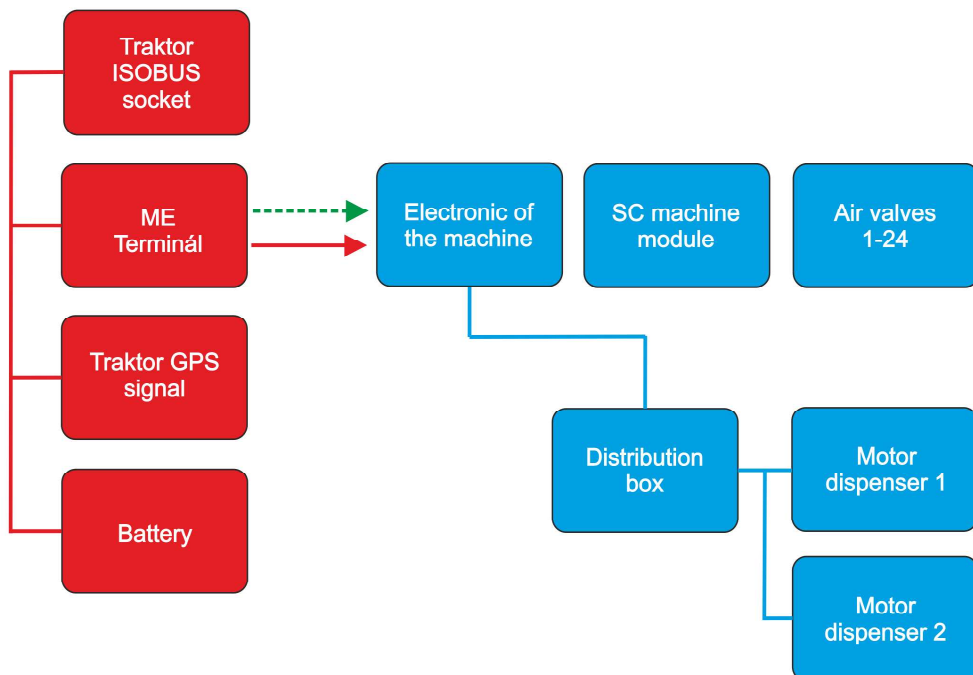 Traktor
ISOBUS
socket
ME
Terminál
Electronic of
the machine
SC machine
module
Air valves
1-24
Traktor GPS
signal
Distribution
box
Motor
dispenser 1
Battery
Motor
dispenser 2